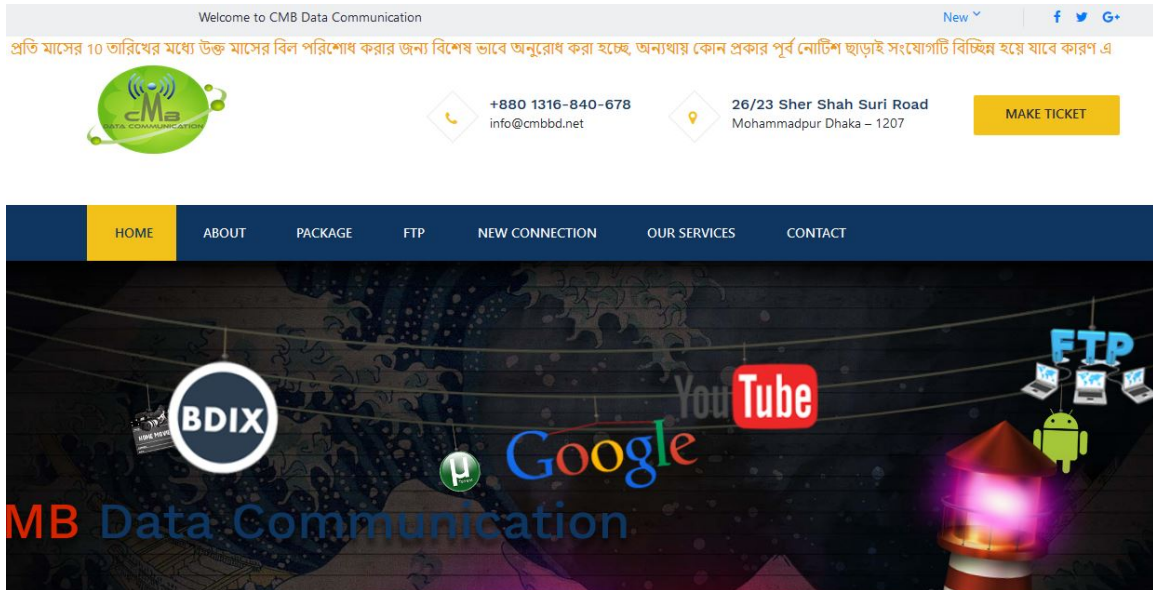 Welcome to CMB Data Communication
New
প্রতি মাসের 10 তারিখের মধ্যে উক্ত মাসের বিল পরিশোধ করার জন্য বিশেষ ভাবে অনুরোধ করা হচ্ছে, অন্যথায় কোন প্রকার পূর্ব নোটিশ ছাড়াই সংযোগটি বিচ্ছিন্ন হয়ে যাবে কারণ এ
cMB
DATA COMMUNICATION
+880 1316-840-678
info@cmbbd.net
26/23 Sher Shah Suri Road
Mohammadpur Dhaka – 1207
MAKE TICKET
HOME ABOUT PACKAGE FTP NEW CONNECTION OUR SERVICES CONTACT
FTP
BDIX
YouTube
Google
µ
MB Data Communication